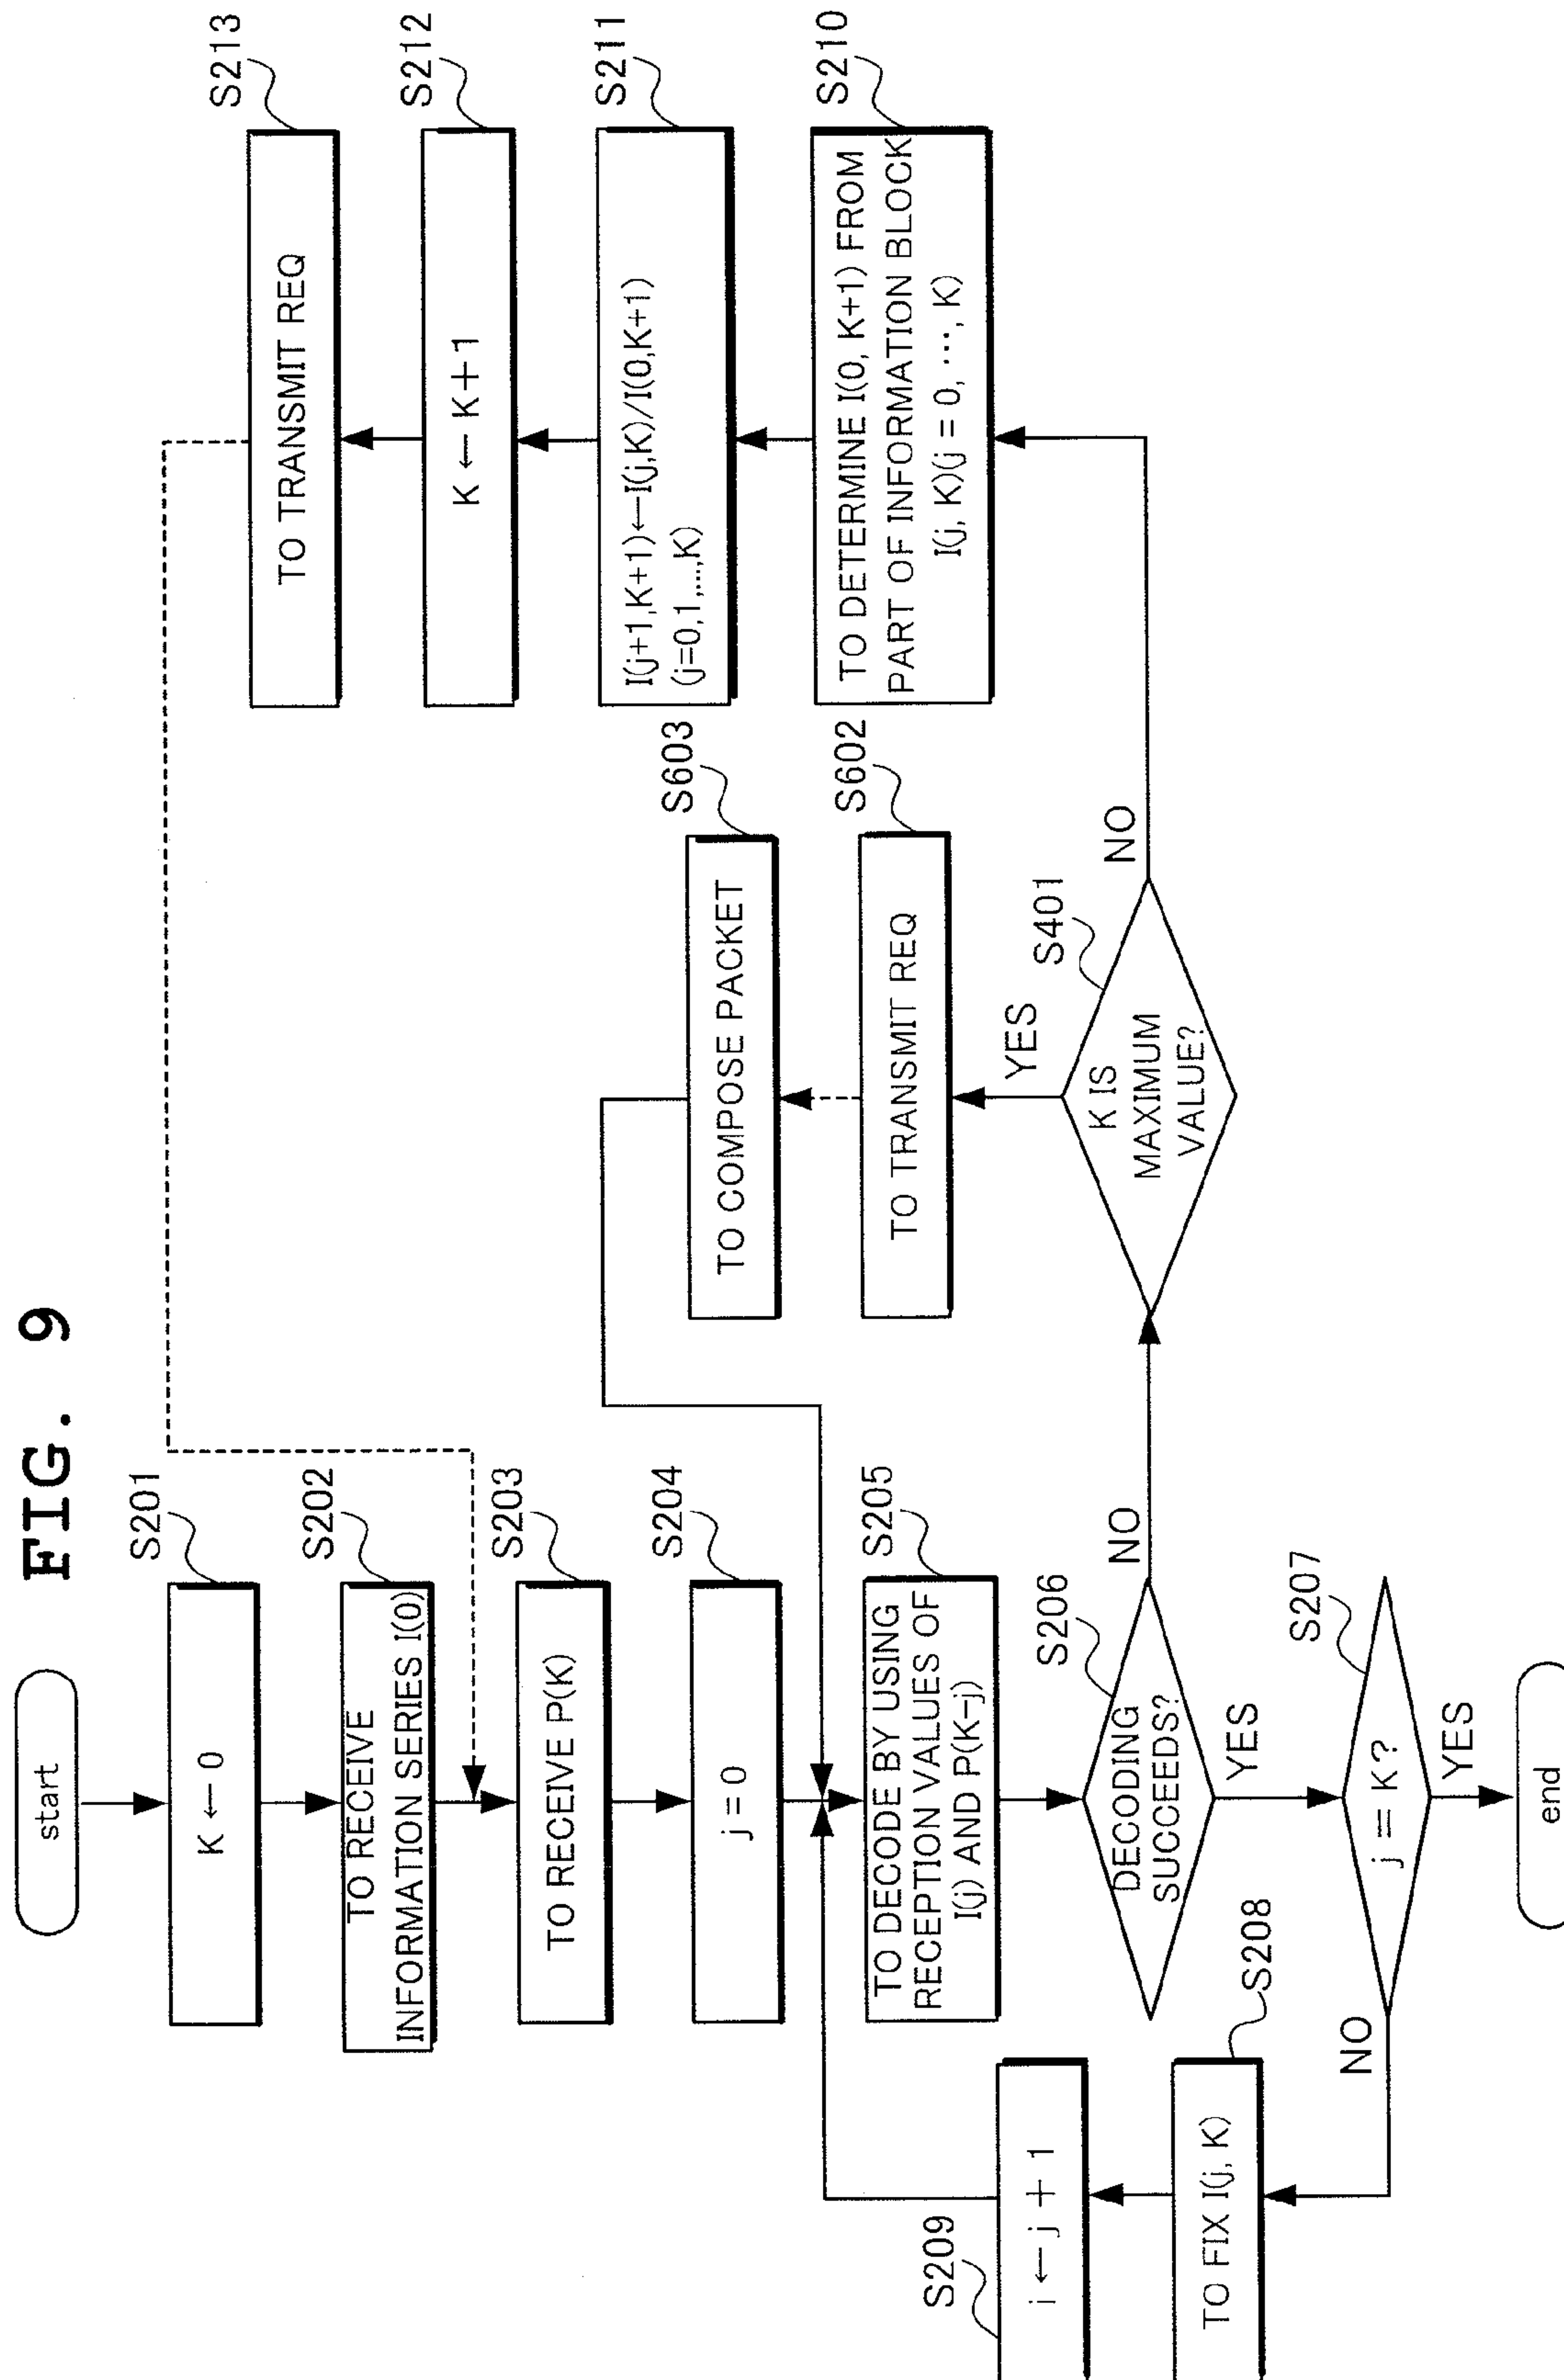 FIG. 9
start
S201
K ← 0
S202
TO RECEIVE
INFORMATION SERIES I(0)
S203
TO RECEIVE P(K)
S204
j = 0
S205
TO DECODE BY USING
RECEPTION VALUES OF
I(j) AND P(K-j)
S206
DECODING
SUCCEEDS?
NO
YES
S207
j = K?
YES
NO
end
S208
TO FIX I(j, K)
S209
i ← j + 1
S401
K IS
MAXIMUM
VALUE?
YES
NO
S602
TO TRANSMIT REQ
S603
TO COMPOSE PACKET
S210
TO DETERMINE I(0, K+1) FROM
PART OF INFORMATION BLOCK
I(j, K)(j = 0, ···, K)
S211
I(j+1,K+1)←I(j,K)/I(0,K+1)
(j=0,1,...,K)
S212
K ← K+1
S213
TO TRANSMIT REQ